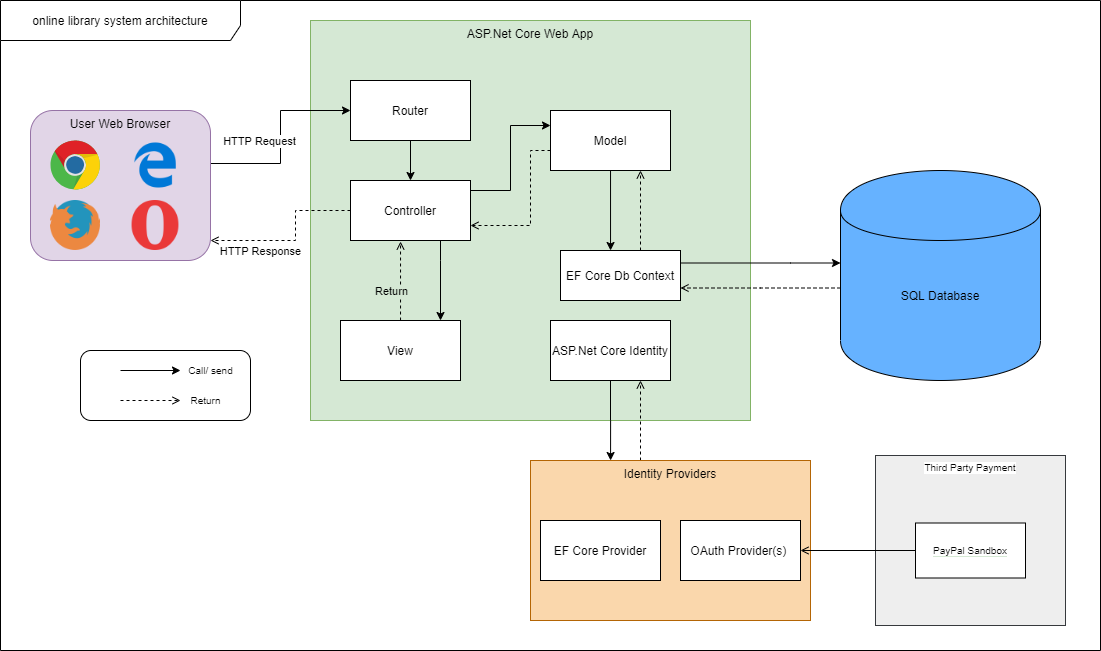 online library system architecture
ASP.Net Core Web App
Router
User Web Browser
HTTP Request
Model
Controller
HTTP Response
EF Core Db Context
Return
SQL Database
View
ASP.Net Core Identity
Call/ send
Return
Identity Providers
Third Party Payment
EF Core Provider
OAuth Provider(s)
PayPal Sandbox